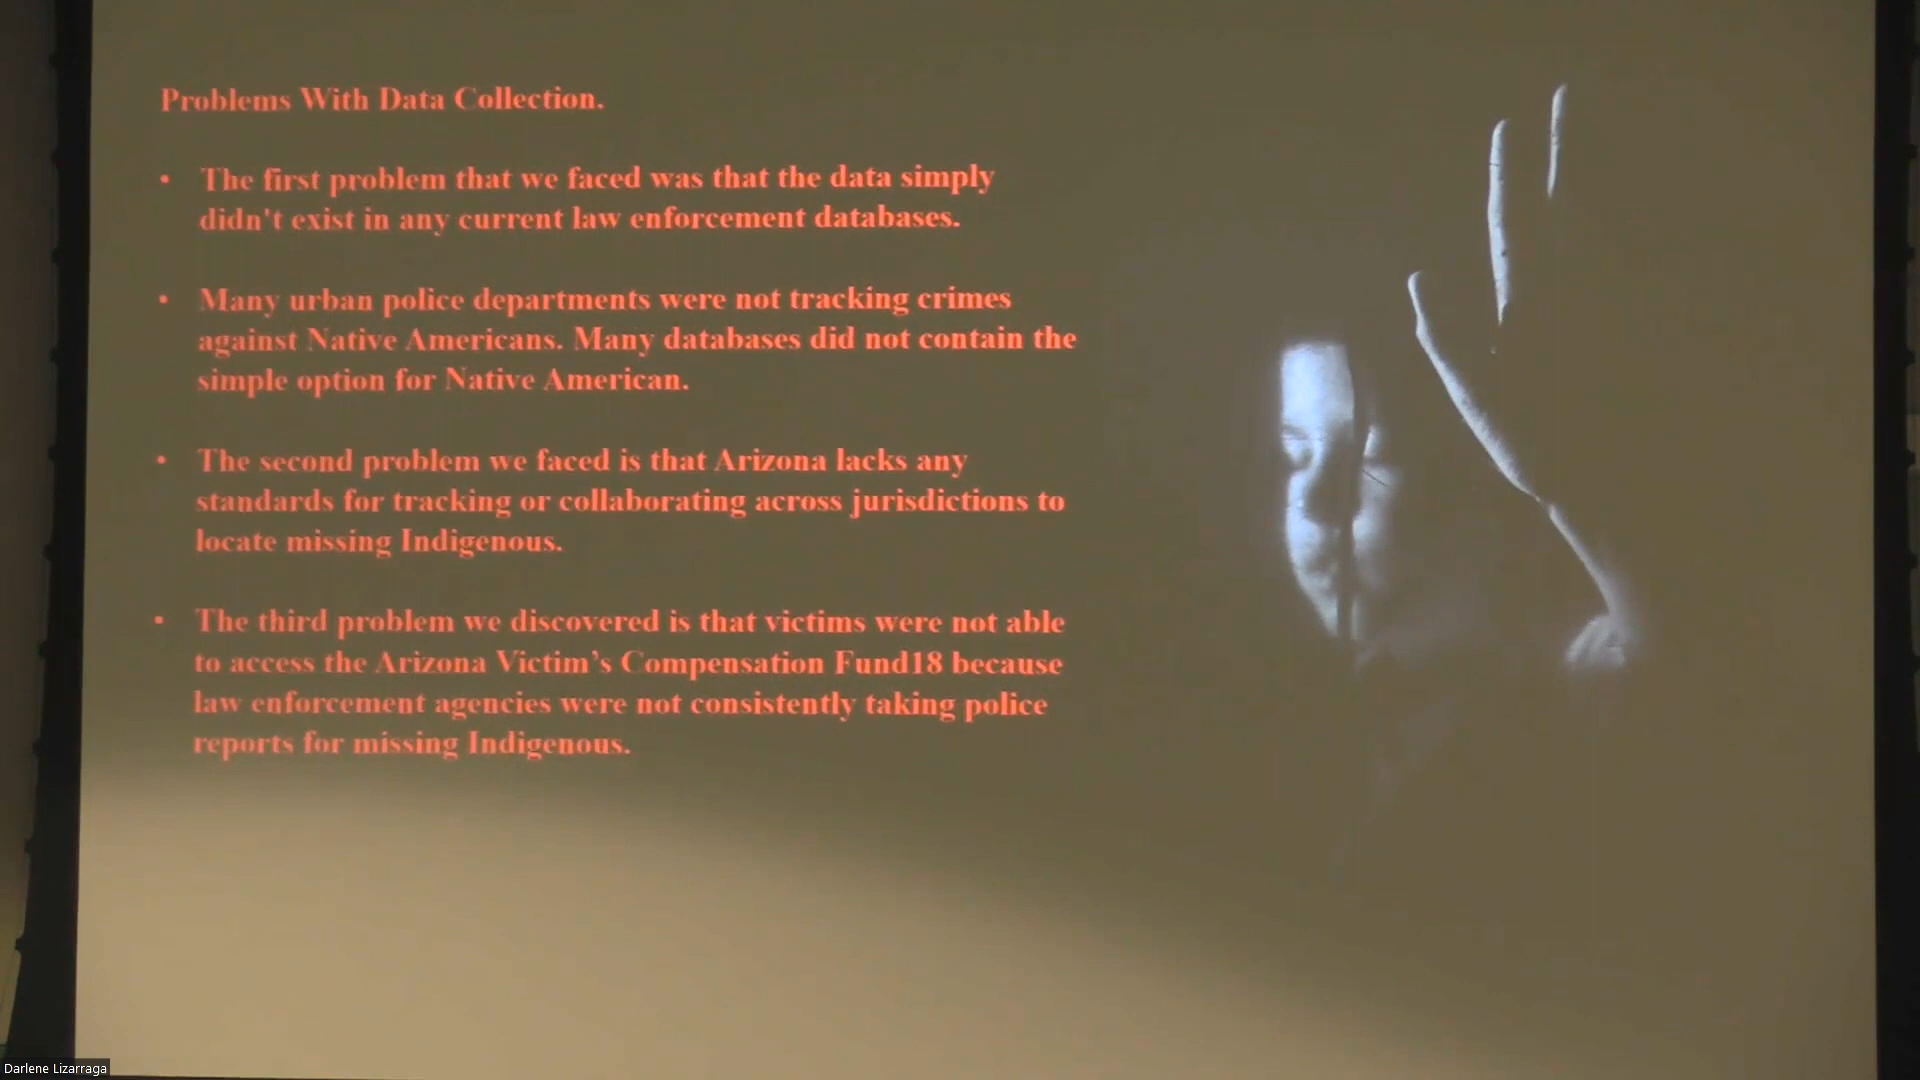 Problems With Data Collection.
• The first problem that we faced was that the data simply
didn't exist in any current law enforcement databases.
• Many urban police departments were not tracking crimes
against Native Americans. Many databases did not contain the
simple option for Native American.
• The second problem we faced is that Arizona lacks any
standards for tracking or collaborating across jurisdictions to
locate missing Indigenous.
• The third problem we discovered is that victims were not able
to access the Arizona Victim’s Compensation Fund18 because
law enforcement agencies were not consistently taking police
reports for missing Indigenous.
Darlene Lizarraga